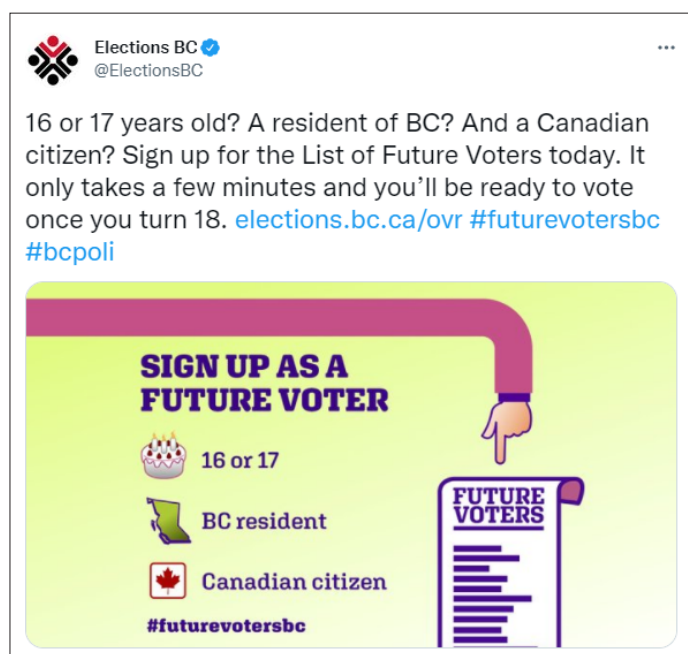 Elections BC
@ElectionsBC
16 or 17 years old? A resident of BC? And a Canadian
citizen? Sign up for the List of Future Voters today. It
only takes a few minutes and you’ll be ready to vote
once you turn 18. elections.bc.ca/ovr #futurevotersbc
#bcpoli
SIGN UP AS A
FUTURE VOTER
16 or 17
BC resident
Canadian citizen
#futurevotersbc
FUTURE
VOTERS